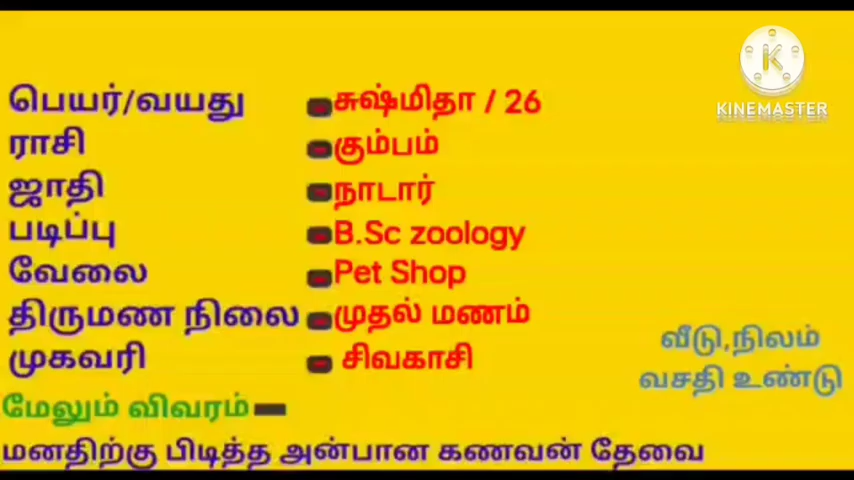 KINEMASTER
பெயர்/வயது - சுஷ்மிதா / 26
ராசி - கும்பம்
ஜாதி - நாடார்
படிப்பு - B.Sc zoology
வேலை - Pet Shop
திருமண நிலை - முதல் மணம்
முகவரி - சிவகாசி
வீடு,நிலம்
வசதி உண்டு
மேலும் விவரம் -
மனதிற்கு பிடித்த அன்பான கணவன் தேவை